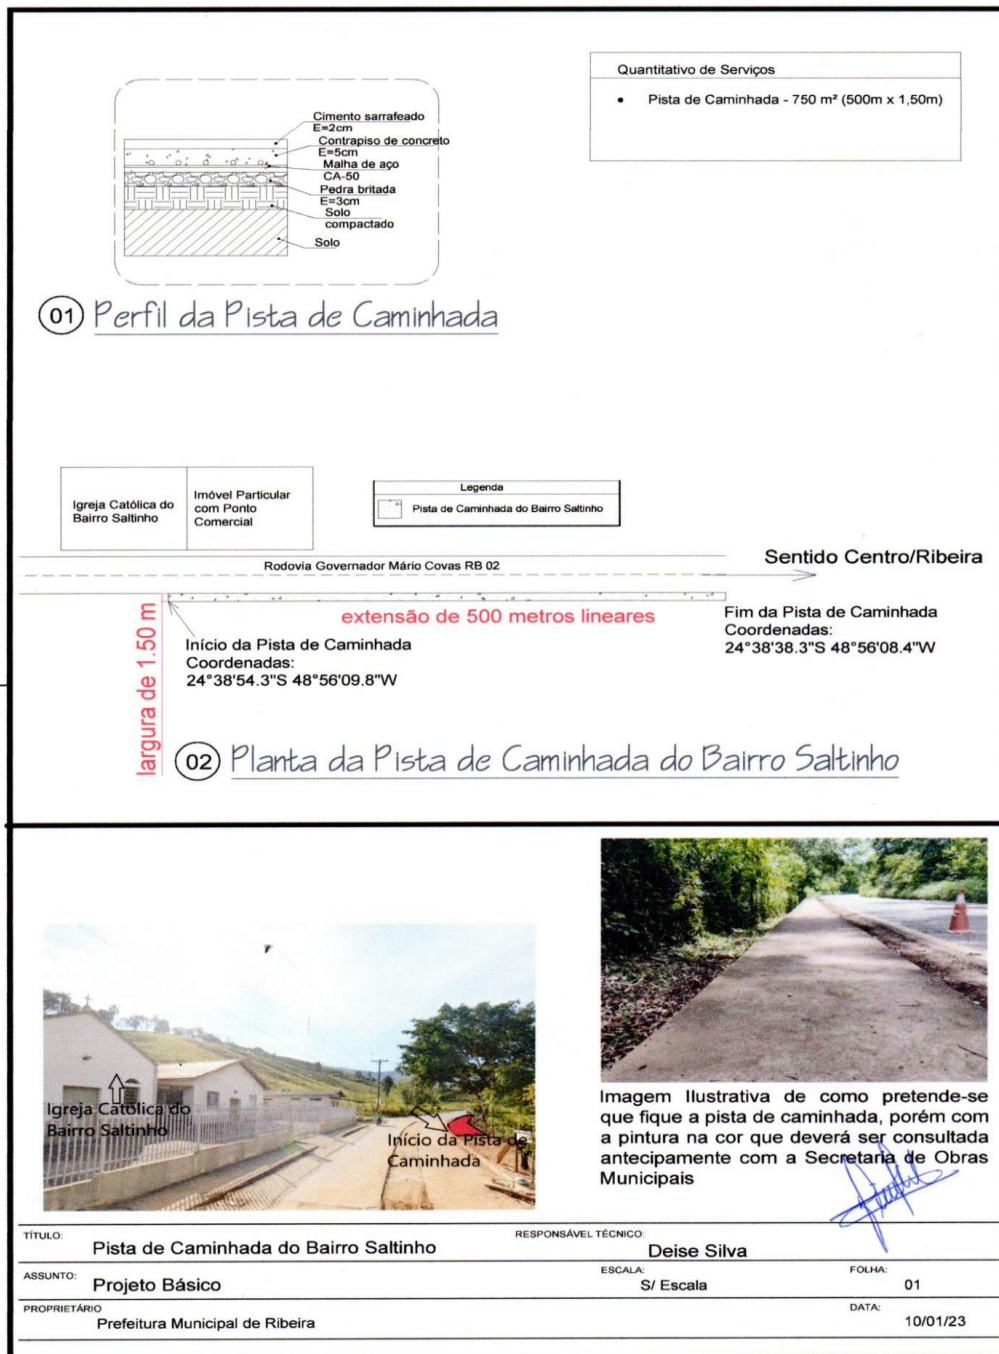 Quantitativo de Serviços
• Pista de Caminhada - 750 m² (500m x 1,50m)
Cimento sarrafeado
E=2cm
Contrapiso de concreto
E=5cm
Malha de aço
CA-50
Pedra britada
E=3cm
Solo
compactado
Solo
01 Perfil da Pista de Caminhada
Igreja Católica do
Bairro Saltinho
Imóvel Particular
com Ponto
Comercial
Legenda
Pista de Caminhada do Bairro Saltinho
Rodovia Governador Mário Covas RB 02
Sentido Centro/Ribeira
extensão de 500 metros lineares
largura de 1.50 m
Início da Pista de Caminhada
Coordenadas:
24°38'54.3"S 48°56'09.8"W
Fim da Pista de Caminhada
Coordenadas:
24°38'38.3"S 48°56'08.4"W
02 Planta da Pista de Caminhada do Bairro Saltinho
Igreja Católica do
Bairro Saltinho
Início da Pista de
Caminhada
Imagem Ilustrativa de como pretende-se
que fique a pista de caminhada, porém com
a pintura na cor que deverá ser consultada
antecipamente com a Secretaria de Obras
Municipais
TÍTULO:
Pista de Caminhada do Bairro Saltinho
RESPONSÁVEL TÉCNICO:
Deise Silva
ASSUNTO:
Projeto Básico
ESCALA:
S/ Escala
FOLHA:
01
PROPRIETÁRIO
Prefeitura Municipal de Ribeira
DATA:
10/01/23